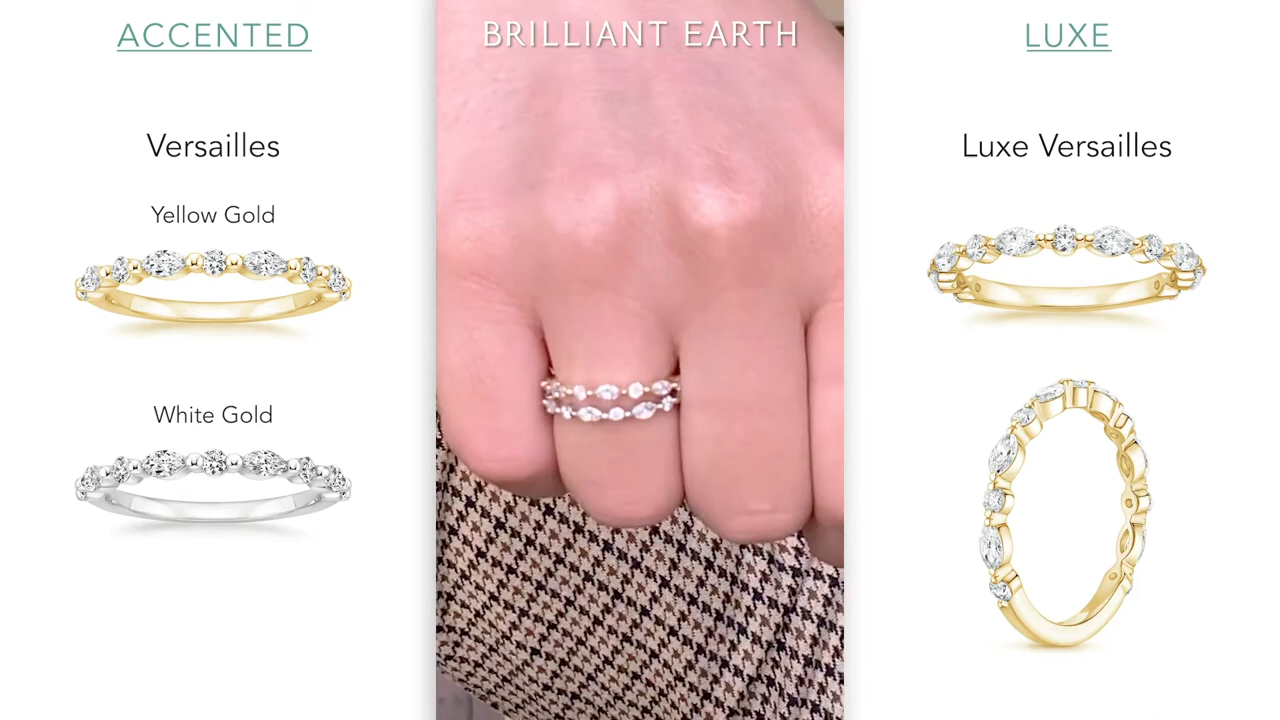 ACCENTED
Versailles
Yellow Gold
White Gold
BRILLIANT EARTH
LUXE
Luxe Versailles